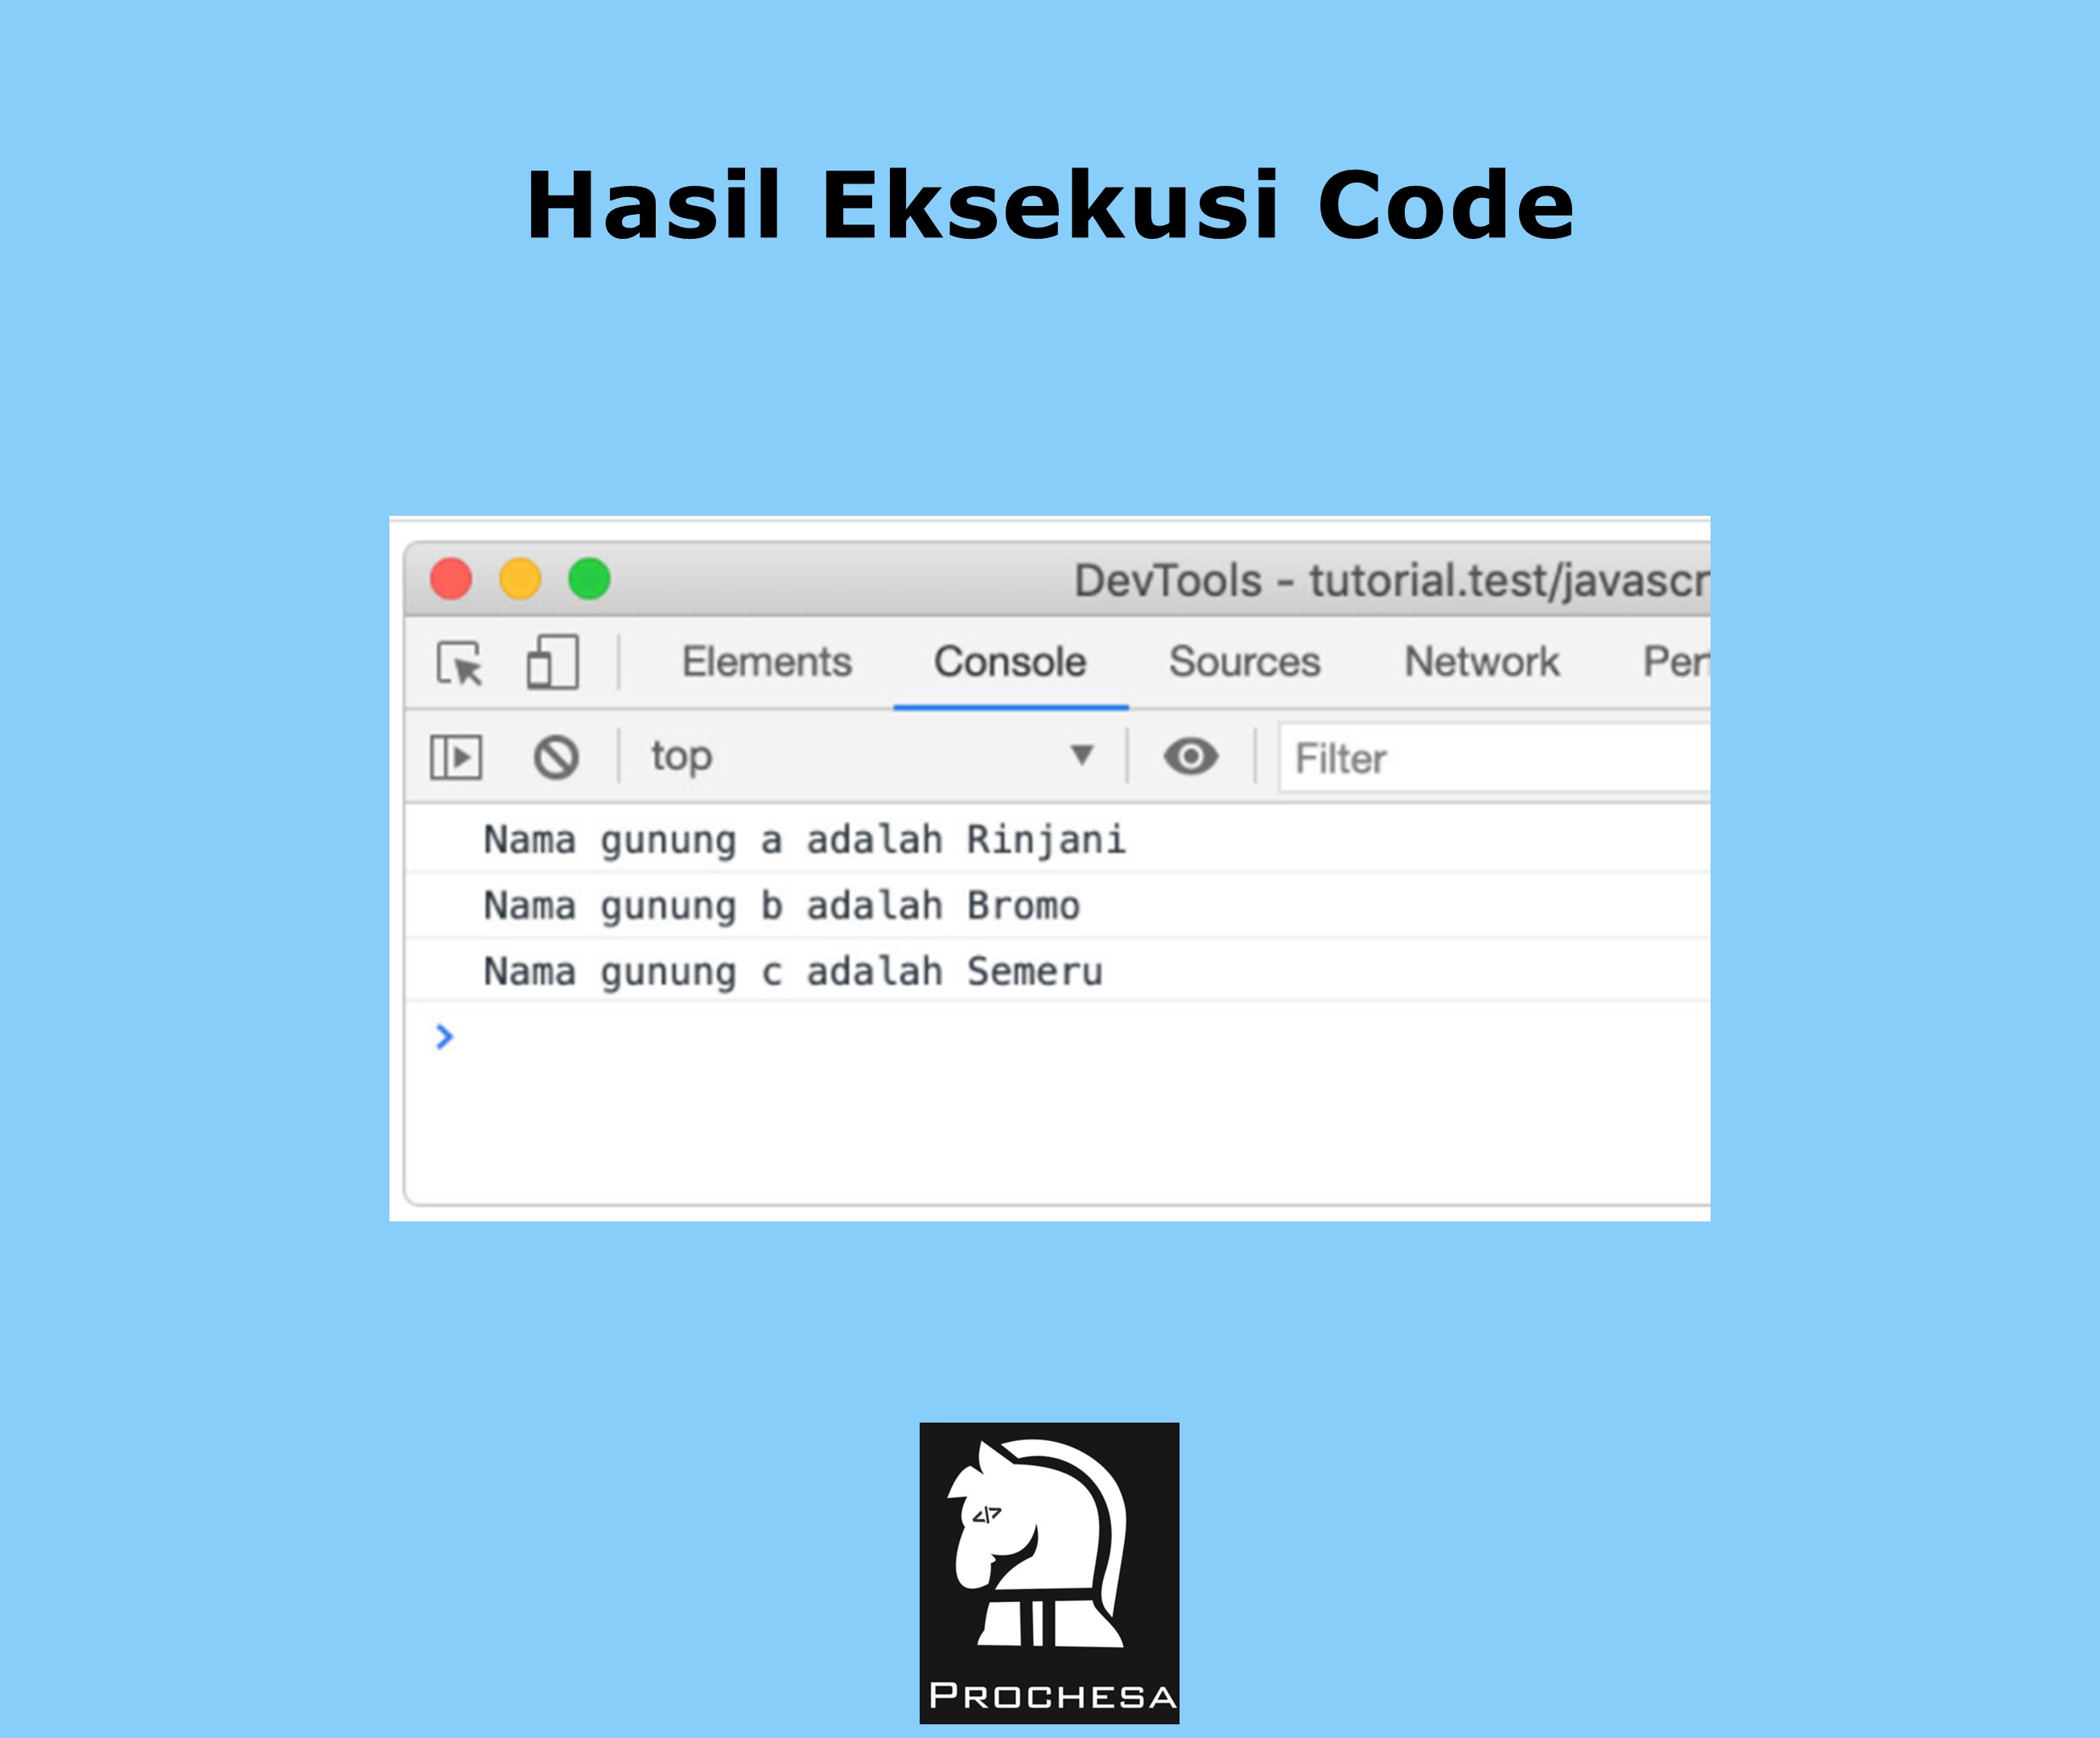 Hasil Eksekusi Code
DevTools - tutorial.test/javascr
Elements Console Sources Network Per
top Filter
Nama gunung a adalah Rinjani
Nama gunung b adalah Bromo
Nama gunung c adalah Semeru
>
</>
PROCHESA